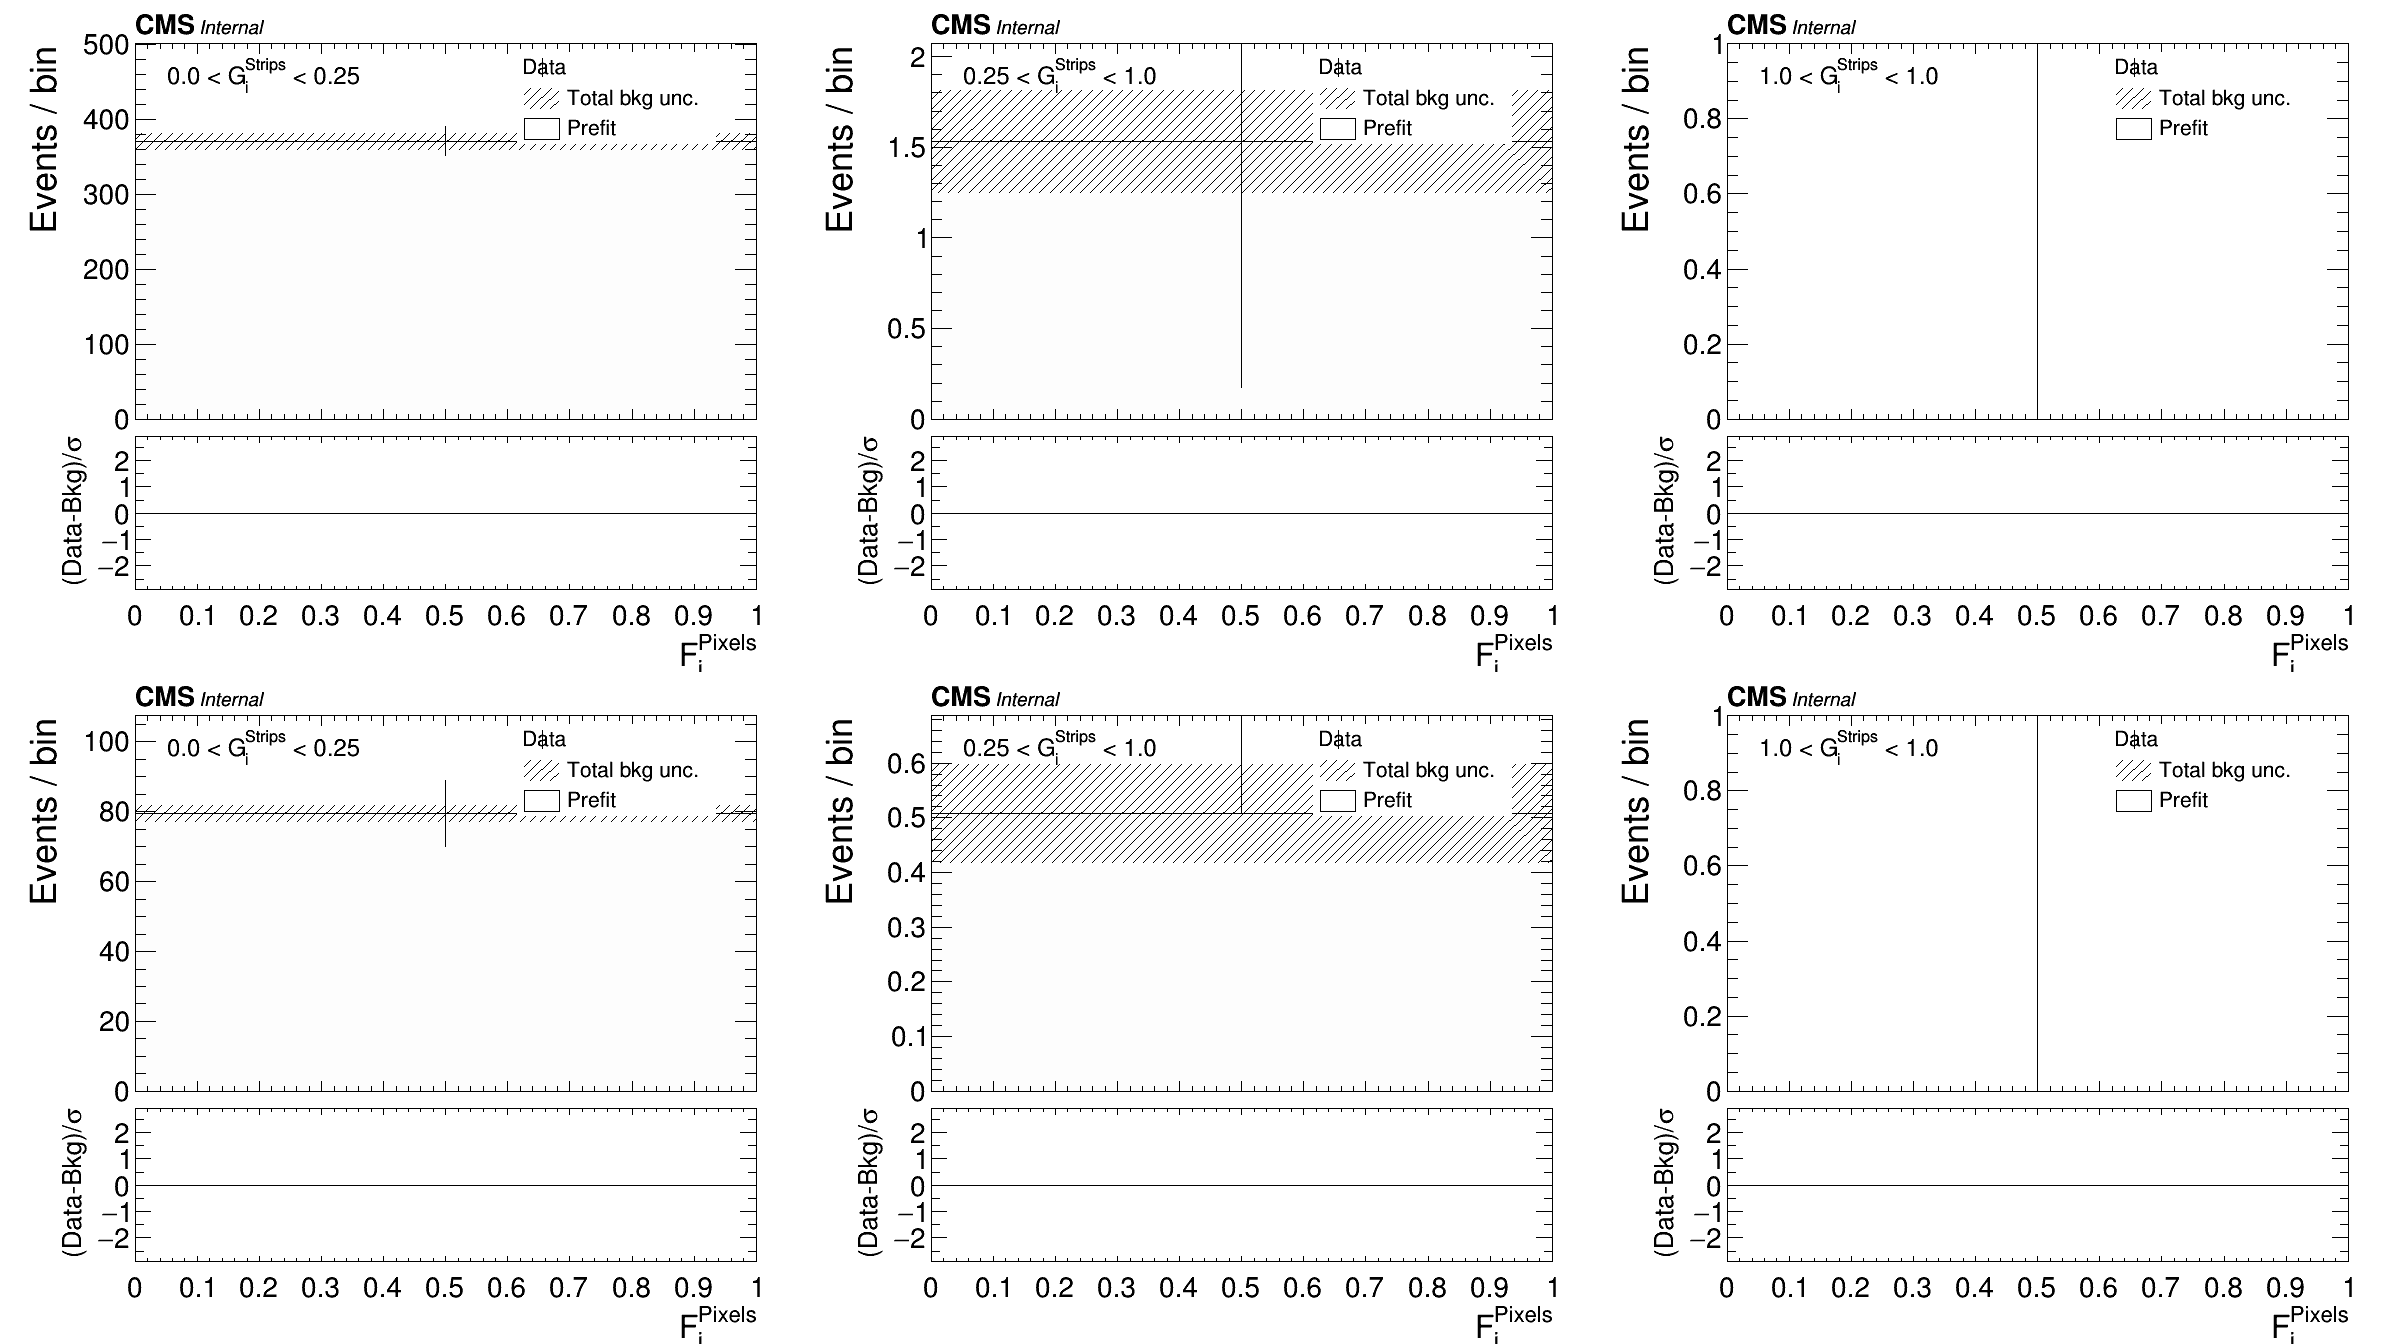 CMS Internal
Events / bin
500
400
300
200
100
0
0.0 < G_i^Strips < 0.25
Data
Total bkg unc.
Prefit
(Data-Bkg)/σ
2
1
0
−1
−2
0 0.1 0.2 0.3 0.4 0.5 0.6 0.7 0.8 0.9 1
F_i^Pixels
CMS Internal
Events / bin
2
1.5
1
0.5
0
0.25 < G_i^Strips < 1.0
Data
Total bkg unc.
Prefit
(Data-Bkg)/σ
2
1
0
−1
−2
0 0.1 0.2 0.3 0.4 0.5 0.6 0.7 0.8 0.9 1
F_i^Pixels
CMS Internal
Events / bin
1
0.8
0.6
0.4
0.2
0
1.0 < G_i^Strips < 1.0
Data
Total bkg unc.
Prefit
(Data-Bkg)/σ
2
1
0
−1
−2
0 0.1 0.2 0.3 0.4 0.5 0.6 0.7 0.8 0.9 1
F_i^Pixels
CMS Internal
Events / bin
100
80
60
40
20
0
0.0 < G_i^Strips < 0.25
Data
Total bkg unc.
Prefit
(Data-Bkg)/σ
2
1
0
−1
−2
0 0.1 0.2 0.3 0.4 0.5 0.6 0.7 0.8 0.9 1
F_i^Pixels
CMS Internal
Events / bin
0.6
0.5
0.4
0.3
0.2
0.1
0
0.25 < G_i^Strips < 1.0
Data
Total bkg unc.
Prefit
(Data-Bkg)/σ
2
1
0
−1
−2
0 0.1 0.2 0.3 0.4 0.5 0.6 0.7 0.8 0.9 1
F_i^Pixels
CMS Internal
Events / bin
1
0.8
0.6
0.4
0.2
0
1.0 < G_i^Strips < 1.0
Data
Total bkg unc.
Prefit
(Data-Bkg)/σ
2
1
0
−1
−2
0 0.1 0.2 0.3 0.4 0.5 0.6 0.7 0.8 0.9 1
F_i^Pixels